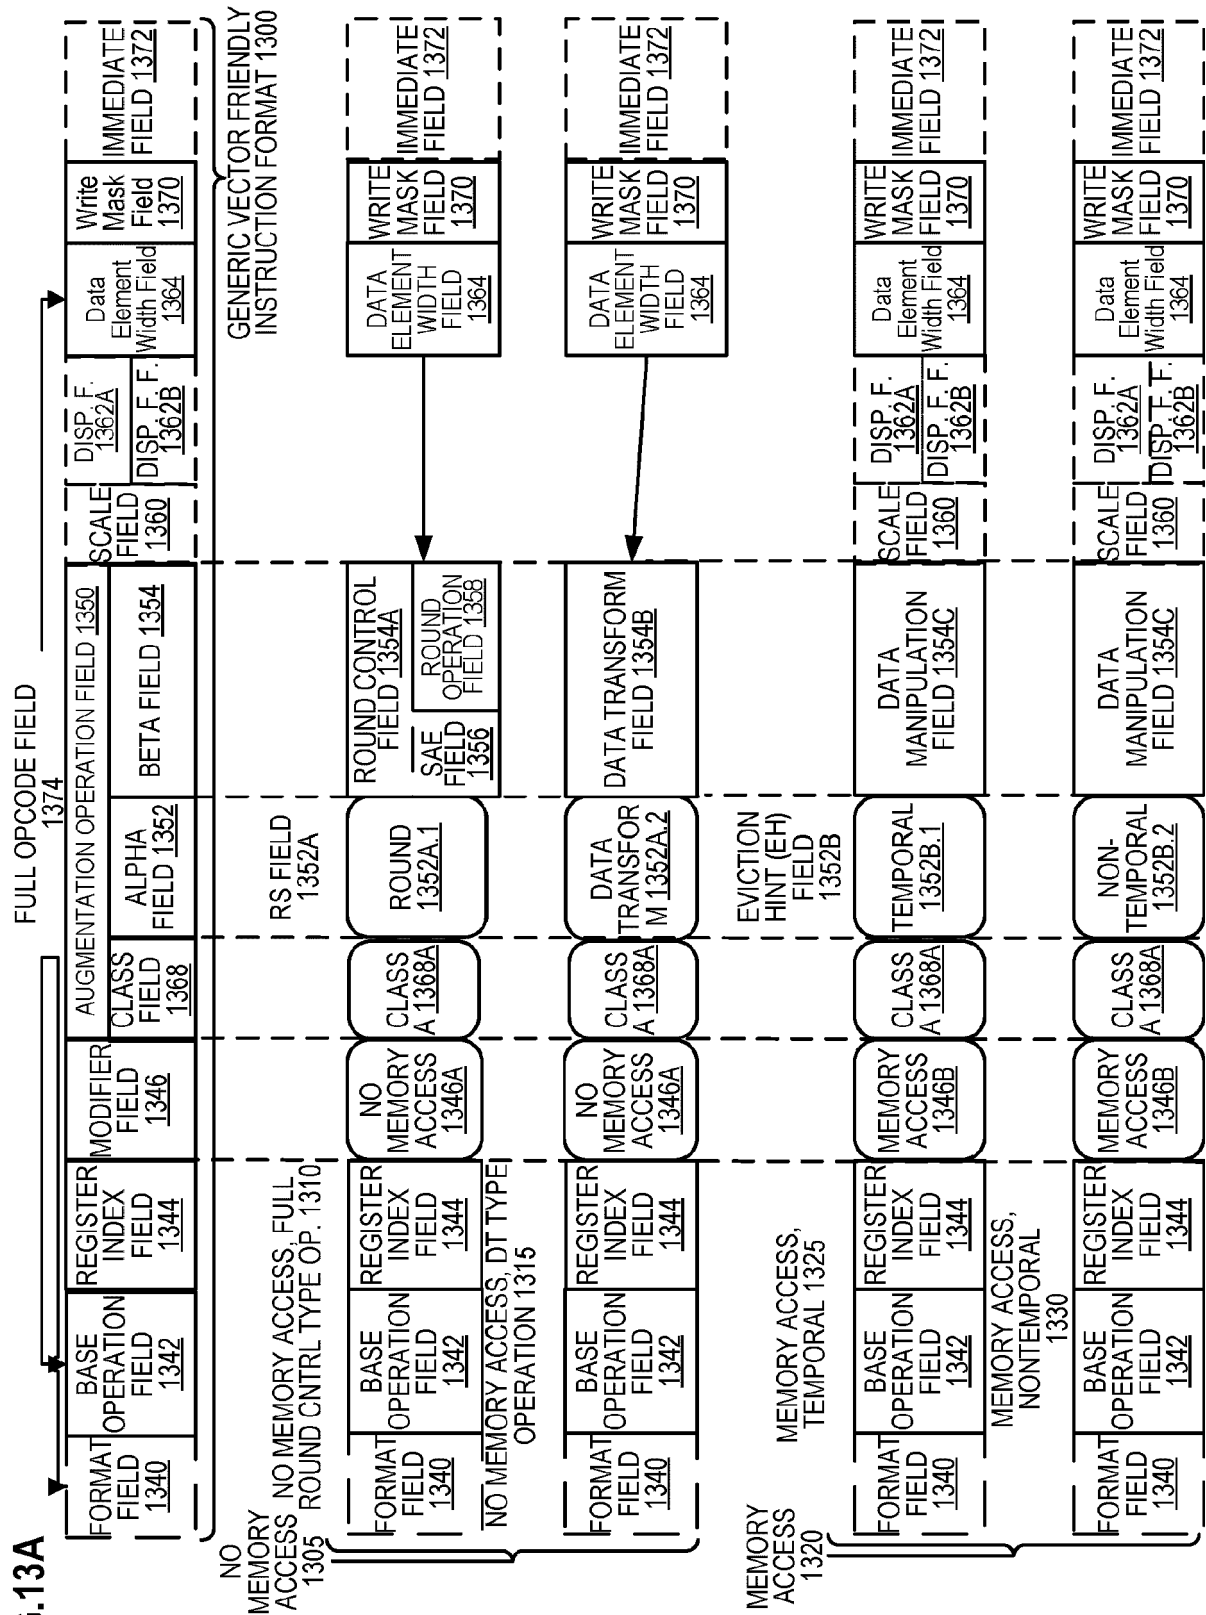 .13A
FULL OPCODE FIELD
1374
FORMAT
FIELD
1340
BASE
OPERATION
FIELD
1342
REGISTER
INDEX
FIELD
1344
MODIFIER
FIELD
1346
AUGMENTATION OPERATION FIELD 1350
CLASS
FIELD
1368
ALPHA
FIELD 1352
BETA FIELD 1354
SCALE
FIELD
1360
DISP. F.
1362A
DISP. F. F.
1362B
Data
Element
Width Field
1364
Write
Mask
Field
1370
IMMEDIATE
FIELD 1372
GENERIC VECTOR FRIENDLY
INSTRUCTION FORMAT 1300
NO
MEMORY
ACCESS
1305
NO MEMORY ACCESS, FULL
ROUND CNTRL TYPE OP. 1310
RS FIELD
1352A
FORMAT
FIELD
1340
BASE
OPERATION
FIELD
1342
REGISTER
INDEX
FIELD
1344
NO
MEMORY
ACCESS 1346A
CLASS
A 1368A
ROUND
1352A.1
ROUND CONTROL
FIELD 1354A
SAE
FIELD
1356
ROUND
OPERATION
FIELD 1358
DATA
ELEMENT
WIDTH
FIELD
1364
WRITE
MASK
FIELD
1370
IMMEDIATE
FIELD 1372
NO MEMORY ACCESS, DT TYPE
OPERATION 1315
FORMAT
FIELD
1340
BASE
OPERATION
FIELD
1342
REGISTER
INDEX
FIELD
1344
NO
MEMORY
ACCESS
1346A
CLASS
A 1368A
DATA
TRANSFOR
M 1352A.2
DATA TRANSFORM
FIELD 1354B
DATA
ELEMENT
WIDTH
FIELD
1364
WRITE
MASK
FIELD
1370
IMMEDIATE
FIELD 1372
MEMORY
ACCESS
1320
MEMORY ACCESS,
TEMPORAL 1325
EVICTION
HINT (EH)
FIELD
1352B
FORMAT
FIELD
1340
BASE
OPERATION
FIELD
1342
REGISTER
INDEX
FIELD
1344
MEMORY
ACCESS
1346B
CLASS
A 1368A
TEMPORAL
1352B.1
DATA
MANIPULATION
FIELD 1354C
SCALE
FIELD
1360
DISP. F.
1362A
DISP. F. F.
1362B
Data
Element
Width Field
1364
WRITE
MASK
FIELD
1370
IMMEDIATE
FIELD 1372
MEMORY ACCESS,
NONTEMPORAL
1330
FORMAT
FIELD
1340
BASE
OPERATION
FIELD
1342
REGISTER
INDEX
FIELD
1344
MEMORY
ACCESS
1346B
CLASS
A 1368A
NON-
TEMPORAL
1352B.2
DATA
MANIPULATION
FIELD 1354C
SCALE
FIELD
1360
DISP. F.
1362A
DISP. F. F.
1362B
Data
Element
Width Field
1364
WRITE
MASK
FIELD
1370
IMMEDIATE
FIELD 1372